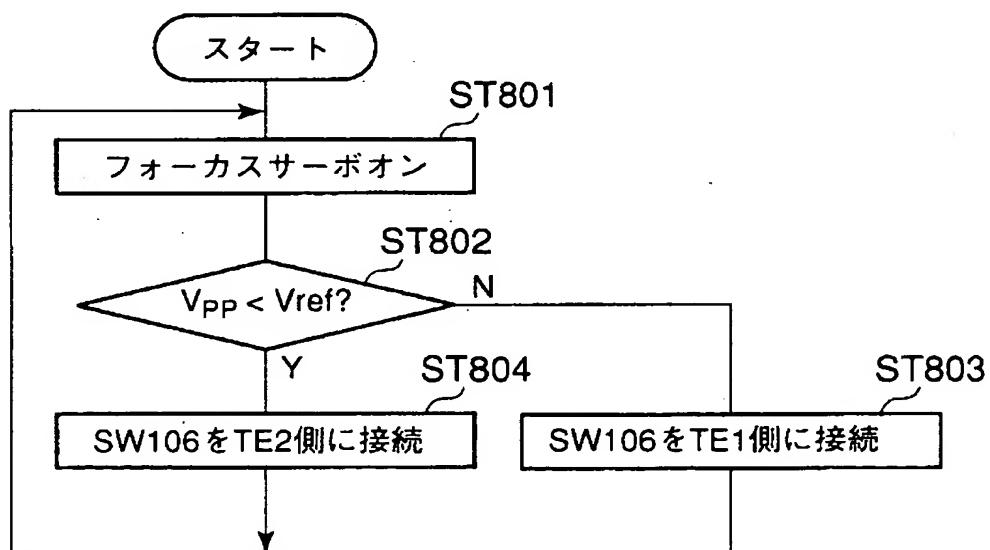 スタート
ST801
フォーカスサーボオン
ST802
VPP < Vref?
N
Y
ST804
ST803
SW106をTE2側に接続
SW106をTE1側に接続